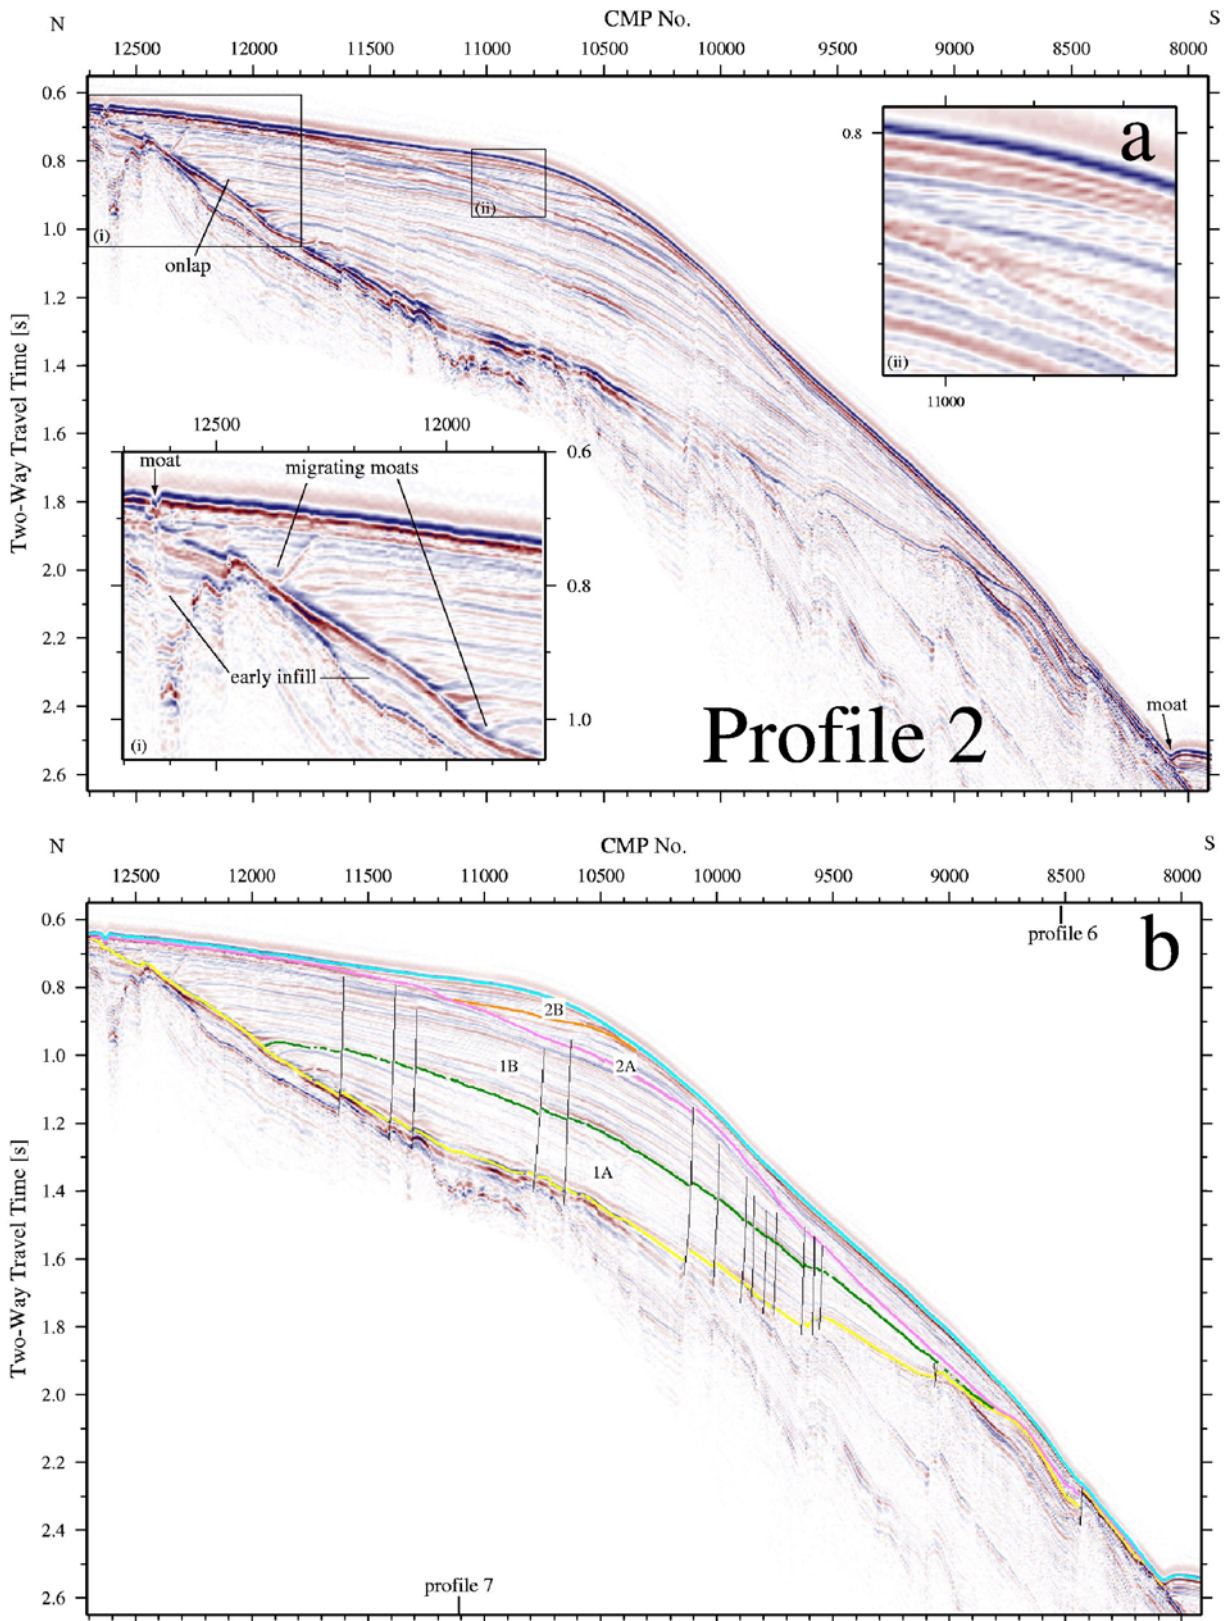 N CMP No. S
12500 12000 11500 11000 10500 10000 9500 9000 8500 8000
0.6
0.8
1.0
1.2
1.4
1.6
1.8
2.0
2.2
2.4
2.6
Two-Way Travel Time [s]
(i)
onlap
(ii)
a
0.8
(ii)
11000
12500 12000
moat
migrating moats
early infill
0.6
0.8
1.0
(i)
Profile 2
moat
N CMP No. S
12500 12000 11500 11000 10500 10000 9500 9000 8500 8000
0.6
0.8
1.0
1.2
1.4
1.6
1.8
2.0
2.2
2.4
2.6
Two-Way Travel Time [s]
profile 6
b
2B
1B
2A
1A
profile 7